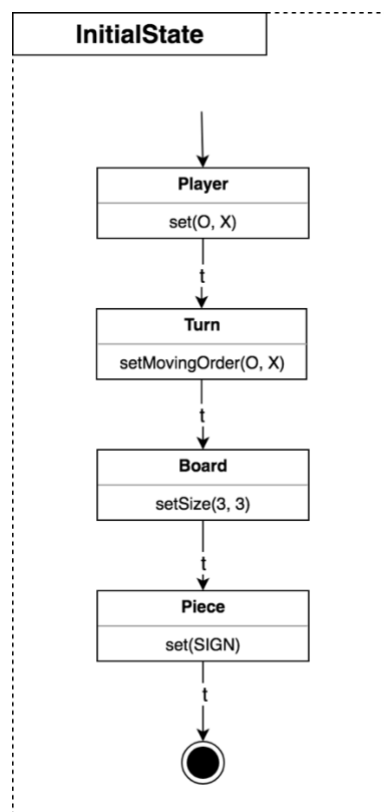 InitialState
Player
set(O, X)
t
Turn
setMovingOrder(O, X)
t
Board
setSize(3, 3)
t
Piece
set(SIGN)
t